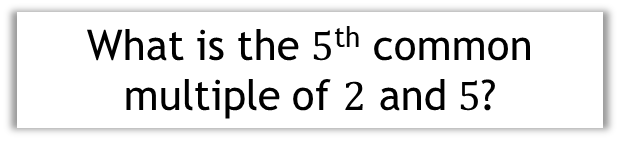 What is the 5th common
multiple of 2 and 5?